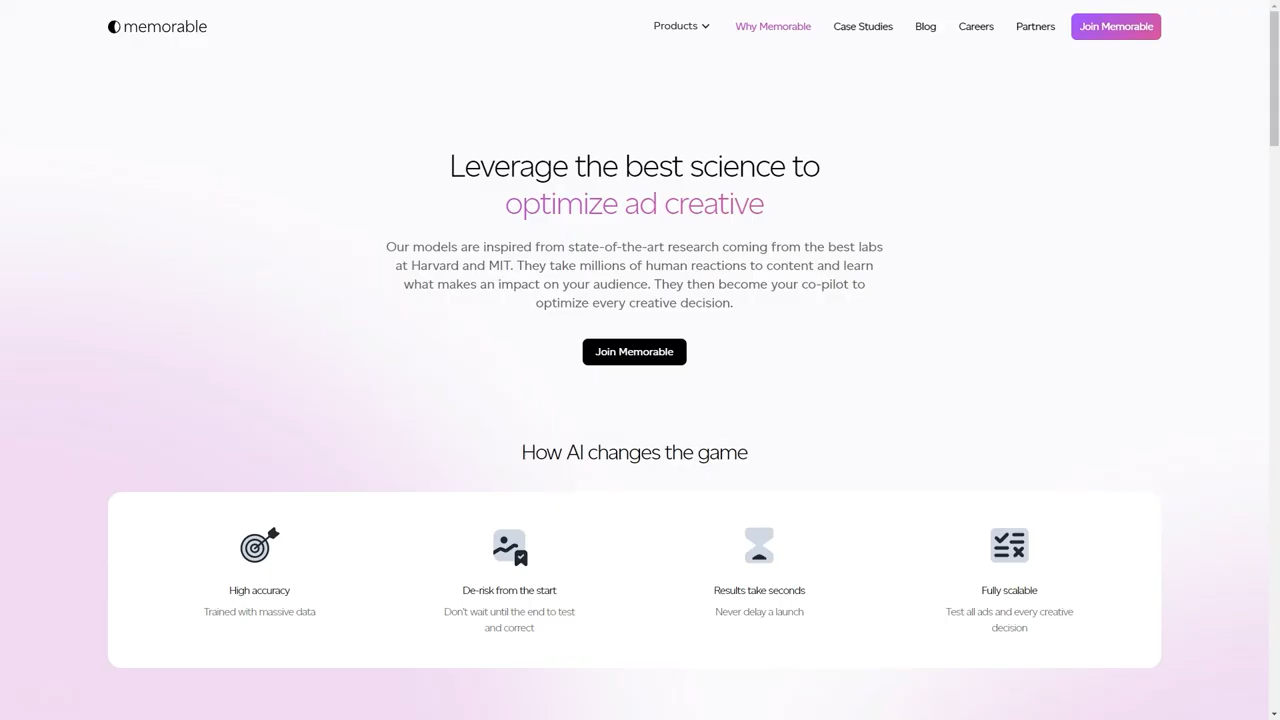 memorable
Products
Why Memorable
Case Studies
Blog
Careers
Partners
Join Memorable
Leverage the best science to
optimize ad creative
Our models are inspired from state-of-the-art research coming from the best labs
at Harvard and MIT. They take millions of human reactions to content and learn
what makes an impact on your audience. They then become your co-pilot to
optimize every creative decision.
Join Memorable
How AI changes the game
High accuracy
Trained with massive data
De-risk from the start
Don't wait until the end to test
and correct
Results take seconds
Never delay a launch
Fully scalable
Test all ads and every creative
decision